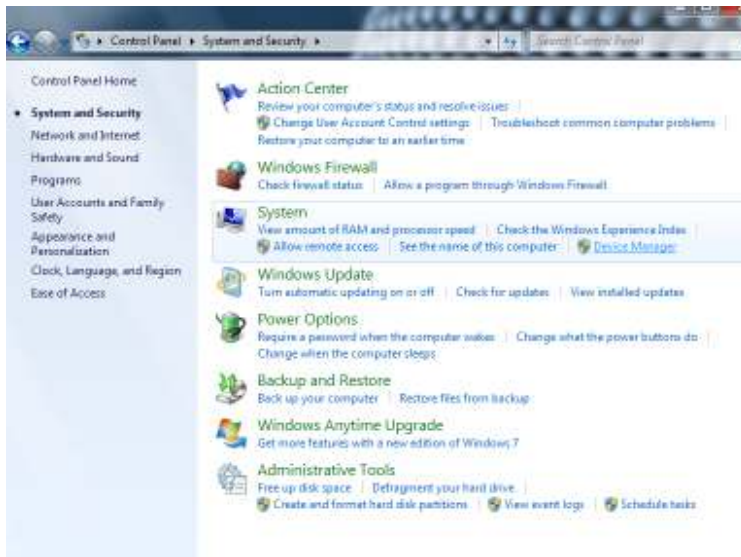 Control Panel ▸ System and Security ▸
Search Control Panel
Control Panel Home
System and Security
Network and Internet
Hardware and Sound
Programs
User Accounts and Family
Safety
Appearance and
Personalization
Clock, Language, and Region
Ease of Access
Action Center
Review your computer's status and resolve issues
Change User Account Control settings | Troubleshoot common computer problems
Restore your computer to an earlier time
Windows Firewall
Check firewall status | Allow a program through Windows Firewall
System
View amount of RAM and processor speed | Check the Windows Experience Index
Allow remote access | See the name of this computer | Device Manager
Windows Update
Turn automatic updating on or off | Check for updates | View installed updates
Power Options
Require a password when the computer wakes | Change what the power buttons do
Change when the computer sleeps
Backup and Restore
Back up your computer | Restore files from backup
Windows Anytime Upgrade
Get more features with a new edition of Windows 7
Administrative Tools
Free up disk space | Defragment your hard drive
Create and format hard disk partitions | View event logs | Schedule tasks